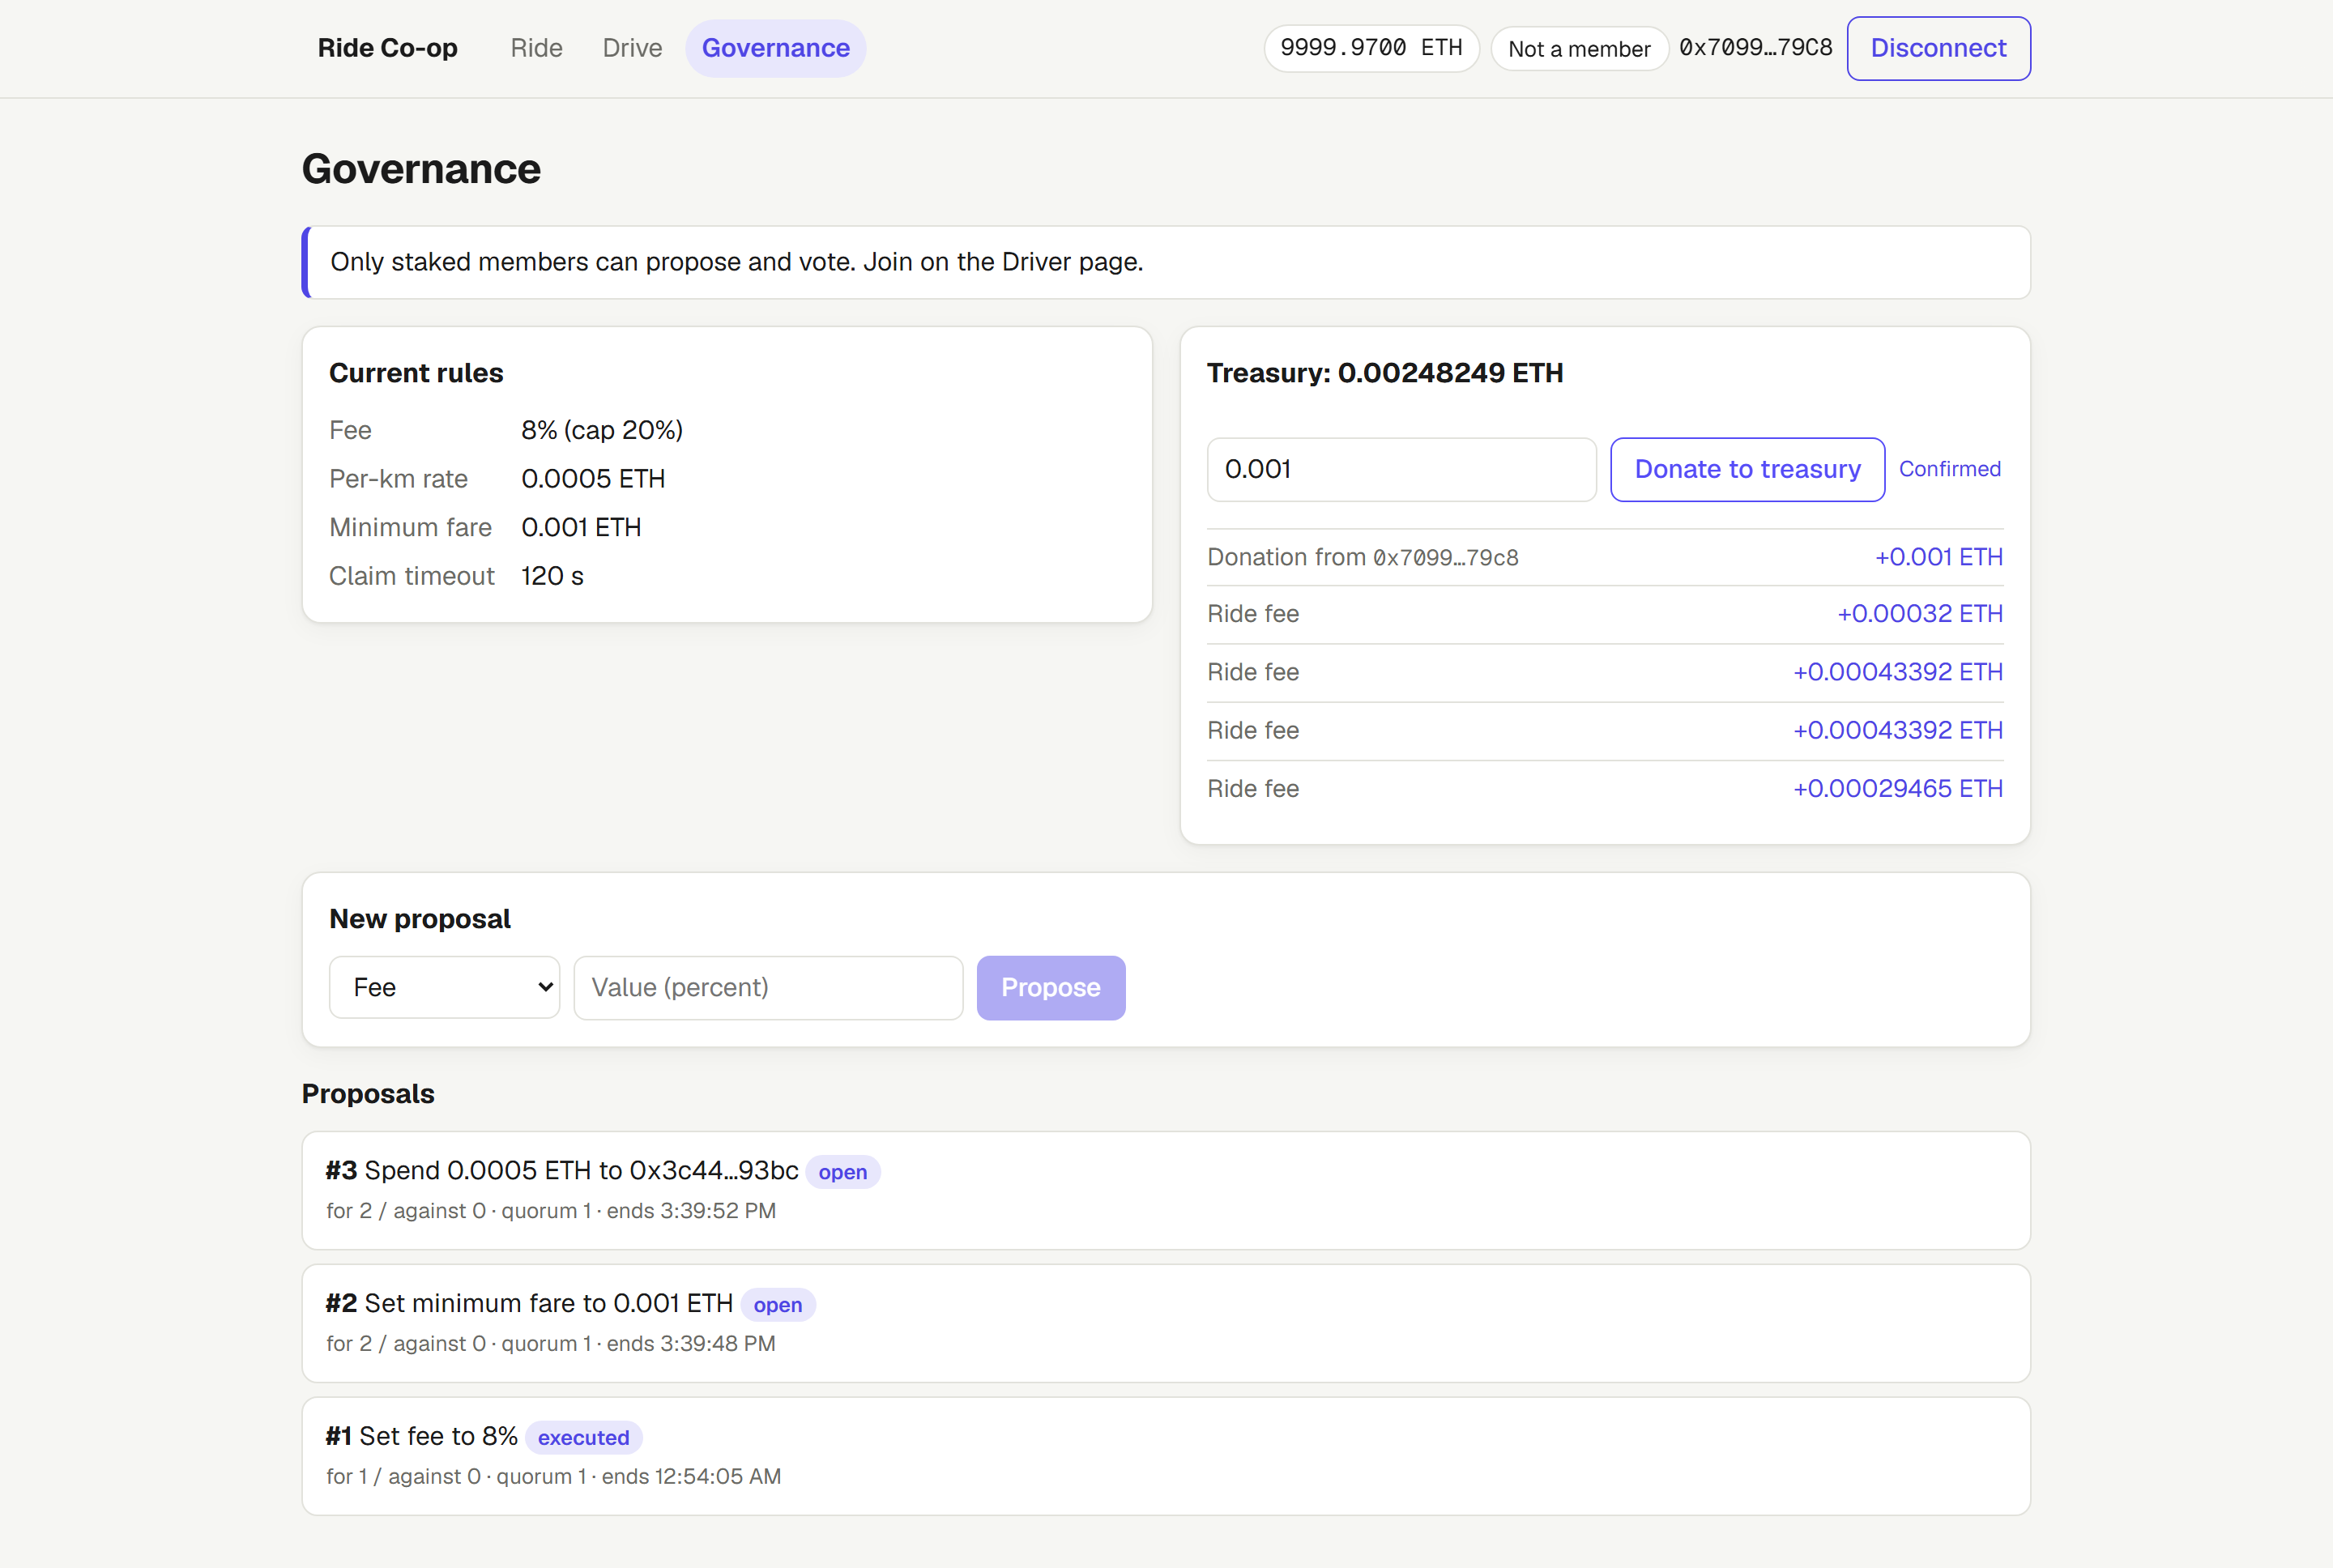 Ride Co-op Ride Drive Governance 9999.9700 ETH Not a member 0x7099…79C8 Disconnect
Governance
Only staked members can propose and vote. Join on the Driver page.
Current rules
Fee 8% (cap 20%)
Per-km rate 0.0005 ETH
Minimum fare 0.001 ETH
Claim timeout 120 s
Treasury: 0.00248249 ETH
0.001 Donate to treasury Confirmed
Donation from 0x7099…79c8 +0.001 ETH
Ride fee +0.00032 ETH
Ride fee +0.00043392 ETH
Ride fee +0.00043392 ETH
Ride fee +0.00029465 ETH
New proposal
Fee Value (percent) Propose
Proposals
#3 Spend 0.0005 ETH to 0x3c44…93bc open
for 2 / against 0 · quorum 1 · ends 3:39:52 PM
#2 Set minimum fare to 0.001 ETH open
for 2 / against 0 · quorum 1 · ends 3:39:48 PM
#1 Set fee to 8% executed
for 1 / against 0 · quorum 1 · ends 12:54:05 AM